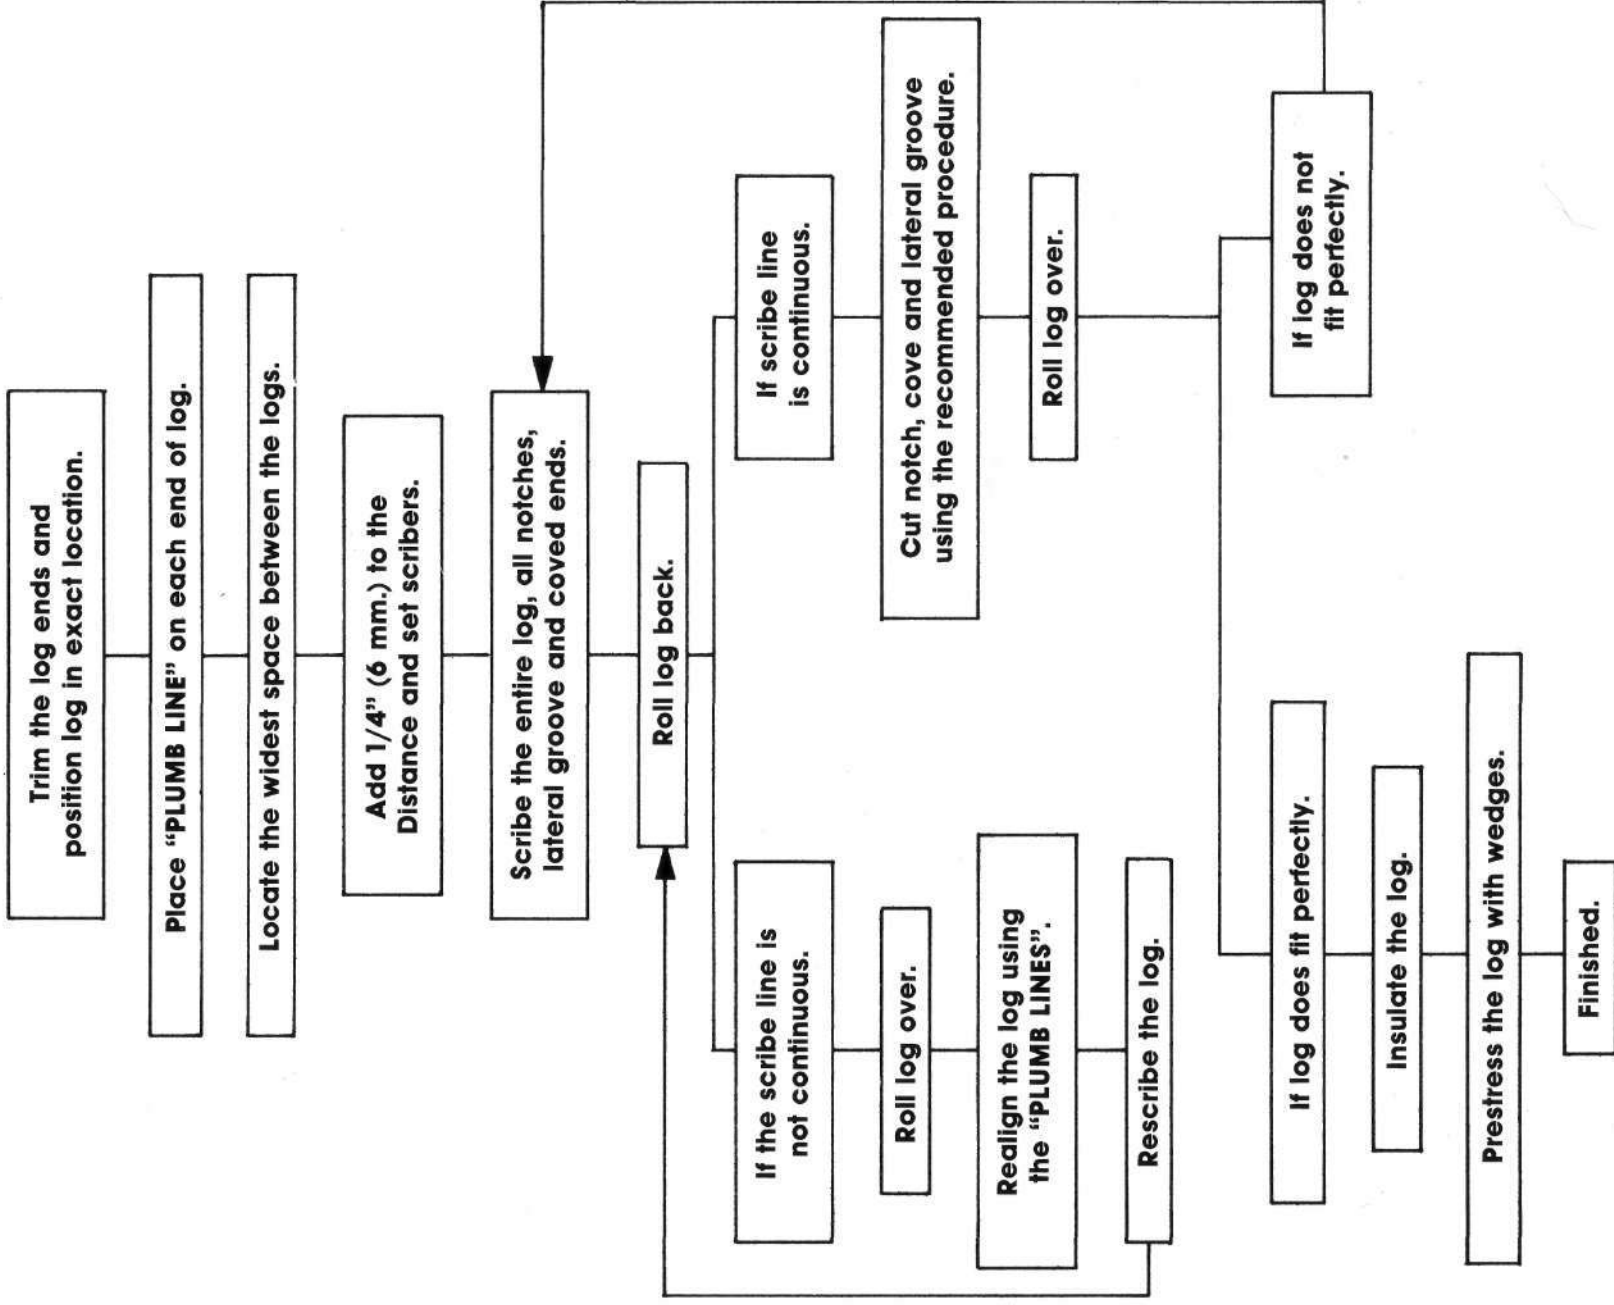 Trim the log ends and
position log in exact location.
Place “PLUMB LINE” on each end of log.
Locate the widest space between the logs.
Add 1/4” (6 mm.) to the
Distance and set scribers.
Scribe the entire log, all notches,
lateral groove and coved ends.
Roll log back.
If the scribe line is
not continuous.
Roll log over.
Realign the log using
the “PLUMB LINES”.
Rescribe the log.
If scribe line
is continuous.
Cut notch, cove and lateral groove
using the recommended procedure.
Roll log over.
If log does not
fit perfectly.
If log does fit perfectly.
Insulate the log.
Prestress the log with wedges.
Finished.